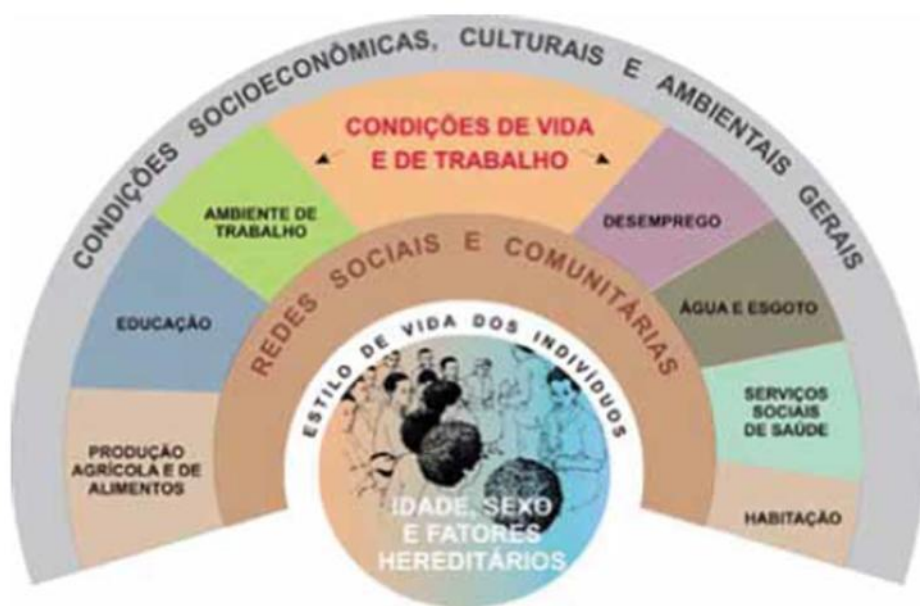 CONDIÇÕES SOCIOECONÔMICAS, CULTURAIS E AMBIENTAIS GERAIS
CONDIÇÕES DE VIDA
E DE TRABALHO
AMBIENTE DE
TRABALHO
DESEMPREGO
EDUCAÇÃO
ÁGUA E ESGOTO
PRODUÇÃO
AGRÍCOLA E DE
ALIMENTOS
SERVIÇOS
SOCIAIS
DE SAÚDE
HABITAÇÃO
REDES SOCIAIS E COMUNITÁRIAS
ESTILO DE VIDA DOS INDIVÍDUOS
IDADE, SEXO
E FATORES
HEREDITÁRIOS